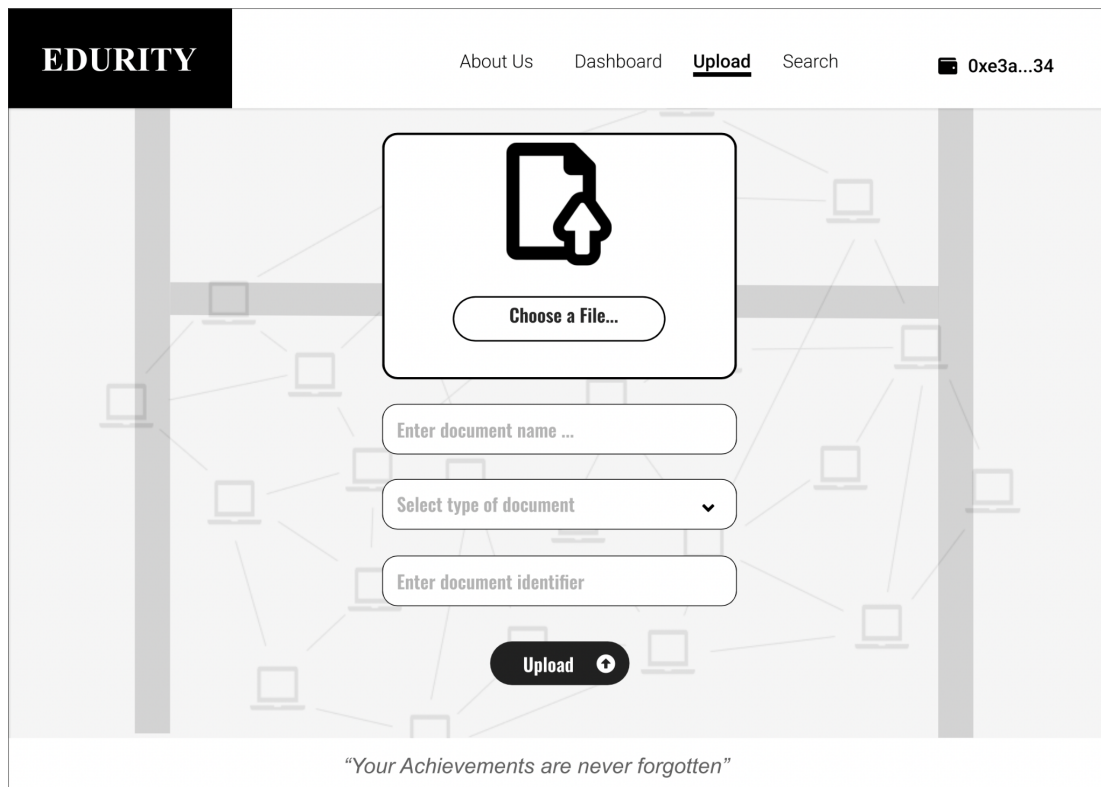 EDURITY
About Us Dashboard Upload Search 0xe3a...34
Choose a File...
Enter document name ...
Select type of document
Enter document identifier
Upload
“Your Achievements are never forgotten”